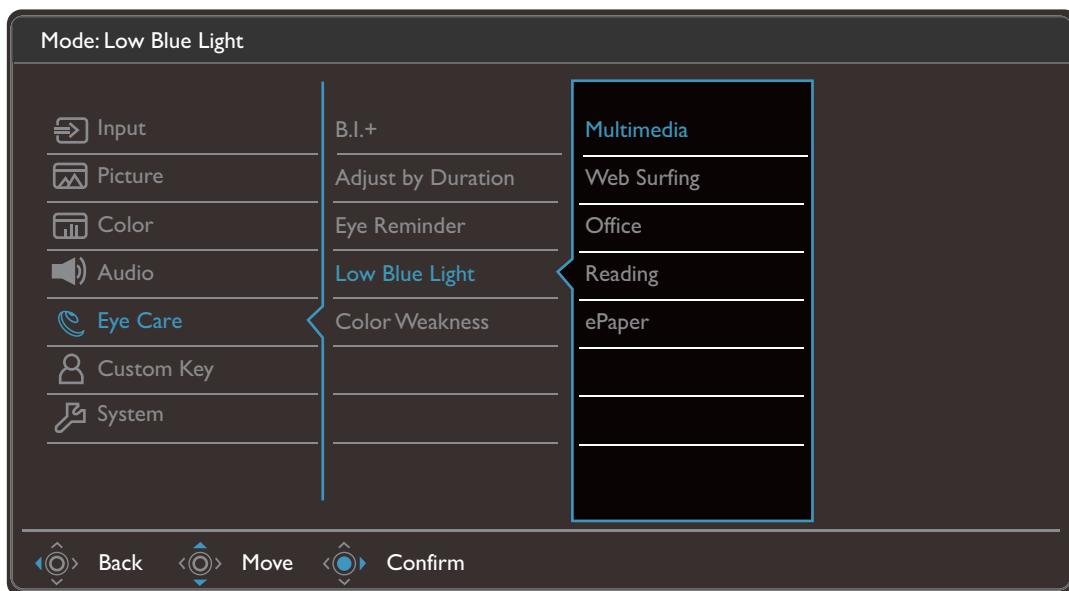 Mode: Low Blue Light
Input
Picture
Color
Audio
Eye Care
Custom Key
System
B.I.+
Adjust by Duration
Eye Reminder
Low Blue Light
Color Weakness
Multimedia
Web Surfing
Office
Reading
ePaper
Back Move Confirm